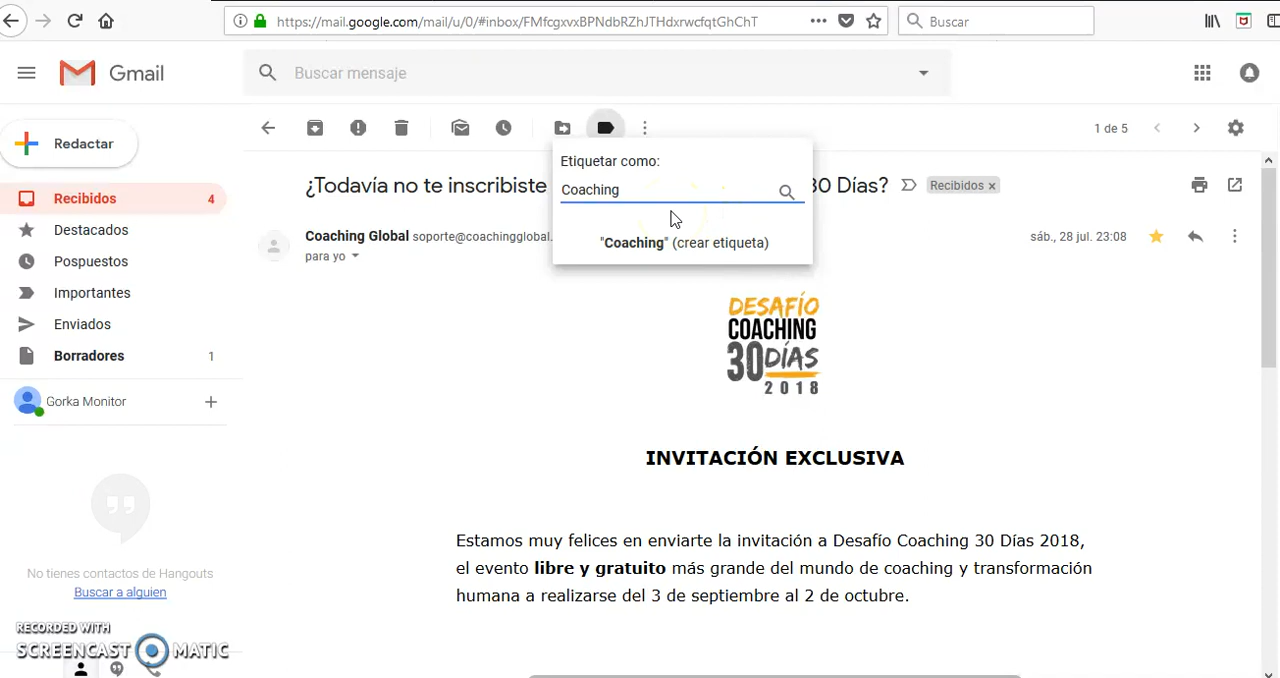 https://mail.google.com/mail/u/0/#inbox/FMfcgxvxBPNdbRZhJTHdxrwcfqtGhChT
Buscar
Gmail
Buscar mensaje
Redactar
1 de 5
Etiquetar como:
Coaching
"Coaching" (crear etiqueta)
¿Todavía no te inscribiste
30 Días?
Recibidos x
Coaching Global soporte@coachingglobal.
sáb., 28 jul. 23:08
para yo
Recibidos 4
Destacados
Pospuestos
Importantes
Enviados
Borradores 1
Gorka Monitor
No tienes contactos de Hangouts
Buscar a alguien
DESAFÍO
COACHING
30DÍAS
2018
INVITACIÓN EXCLUSIVA
Estamos muy felices en enviarte la invitación a Desafío Coaching 30 Días 2018,
el evento libre y gratuito más grande del mundo de coaching y transformación
humana a realizarse del 3 de septiembre al 2 de octubre.
RECORDED WITH
SCREENCAST MATIC